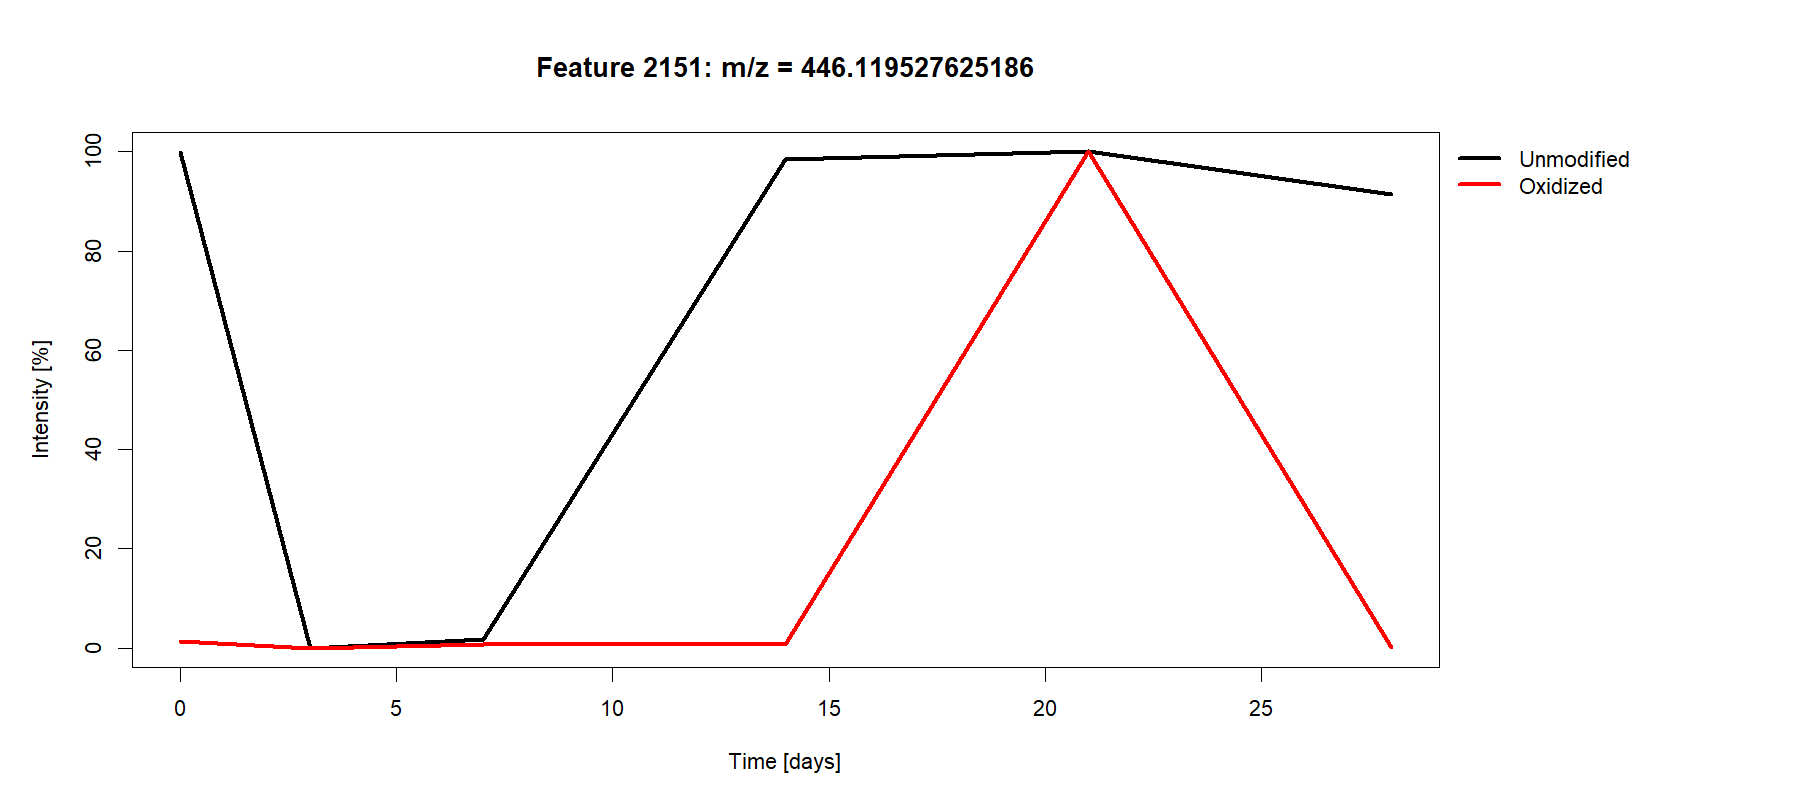 Feature 2151: m/z = 446.119527625186
Unmodified
Oxidized
Intensity [%]
100
80
60
40
20
0
0 5 10 15 20 25
Time [days]